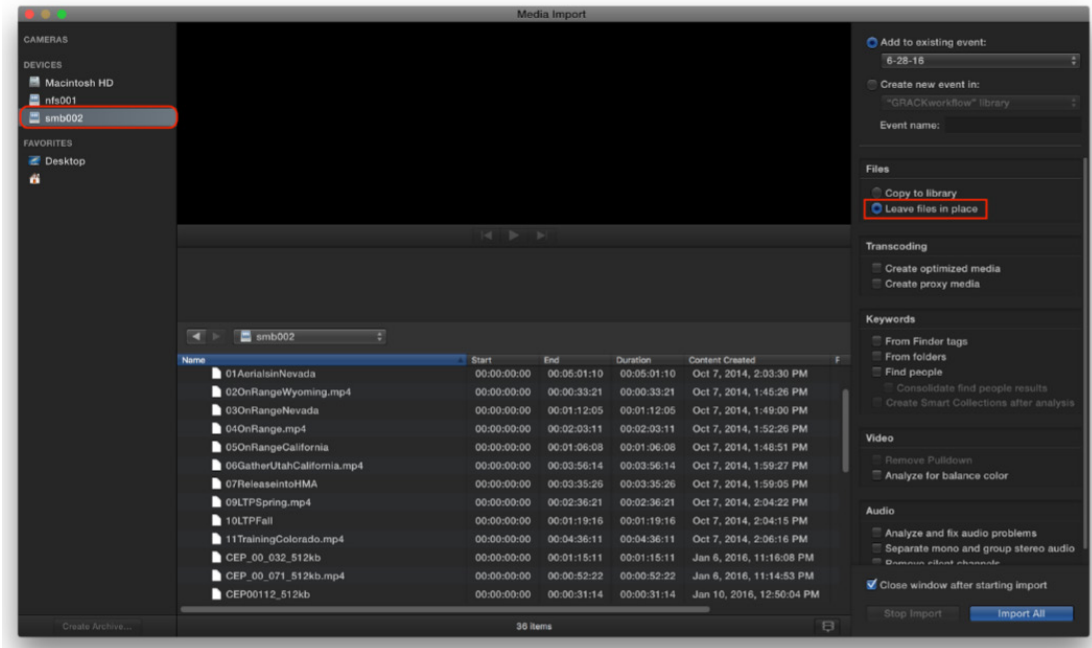 Media Import
CAMERAS
DEVICES
Macintosh HD
nfs001
smb002
FAVORITES
Desktop
smb002
Name Start End Duration Content Created F
01AerialsinNevada 00:00:00:00 00:05:01:10 00:05:01:10 Oct 7, 2014, 2:03:30 PM
02OnRangeWyoming.mp4 00:00:00:00 00:00:33:21 00:00:33:21 Oct 7, 2014, 1:45:26 PM
03OnRangeNevada 00:00:00:00 00:01:12:05 00:01:12:05 Oct 7, 2014, 1:49:00 PM
04OnRange.mp4 00:00:00:00 00:02:03:11 00:02:03:11 Oct 7, 2014, 1:52:26 PM
05OnRangeCalifornia 00:00:00:00 00:01:06:08 00:01:06:08 Oct 7, 2014, 1:48:51 PM
06GatherUtahCalifornia.mp4 00:00:00:00 00:03:56:14 00:03:56:14 Oct 7, 2014, 1:59:27 PM
07ReleaseintoHMA 00:00:00:00 00:03:35:26 00:03:35:26 Oct 7, 2014, 1:59:05 PM
09LTPSpring.mp4 00:00:00:00 00:02:36:21 00:02:36:21 Oct 7, 2014, 2:04:22 PM
10LTPFall 00:00:00:00 00:01:19:16 00:01:19:16 Oct 7, 2014, 2:04:15 PM
11TrainingColorado.mp4 00:00:00:00 00:04:36:11 00:04:36:11 Oct 7, 2014, 2:06:16 PM
CEP_00_032_512kb 00:00:00:00 00:01:15:11 00:01:15:11 Jan 6, 2016, 11:16:08 PM
CEP_00_071_512kb.mp4 00:00:00:00 00:00:52:22 00:00:52:22 Jan 6, 2016, 11:14:53 PM
CEP00112_512kb 00:00:00:00 00:00:31:14 00:00:31:14 Jan 10, 2016, 12:50:04 PM
Create Archive...
36 items
Add to existing event:
6-28-16
Create new event in:
"GRACKworkflow" library
Event name:
Files
Copy to library
Leave files in place
Transcoding
Create optimized media
Create proxy media
Keywords
From Finder tags
From folders
Find people
Consolidate find people results
Create Smart Collections after analysis
Video
Remove Pulldown
Analyze for balance color
Audio
Analyze and fix audio problems
Separate mono and group stereo audio
Remove silent channels
Close window after starting import
Stop Import
Import All